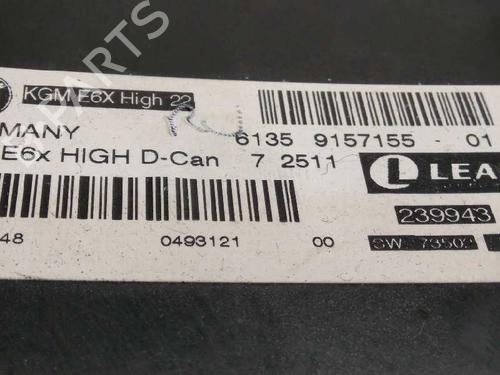 KGM E6X High 22
MANY
6135 9157155 - 01
E6x HIGH D-Can
7 2511
LEA
239943
48 0493121 00
SW 73502
PARTS